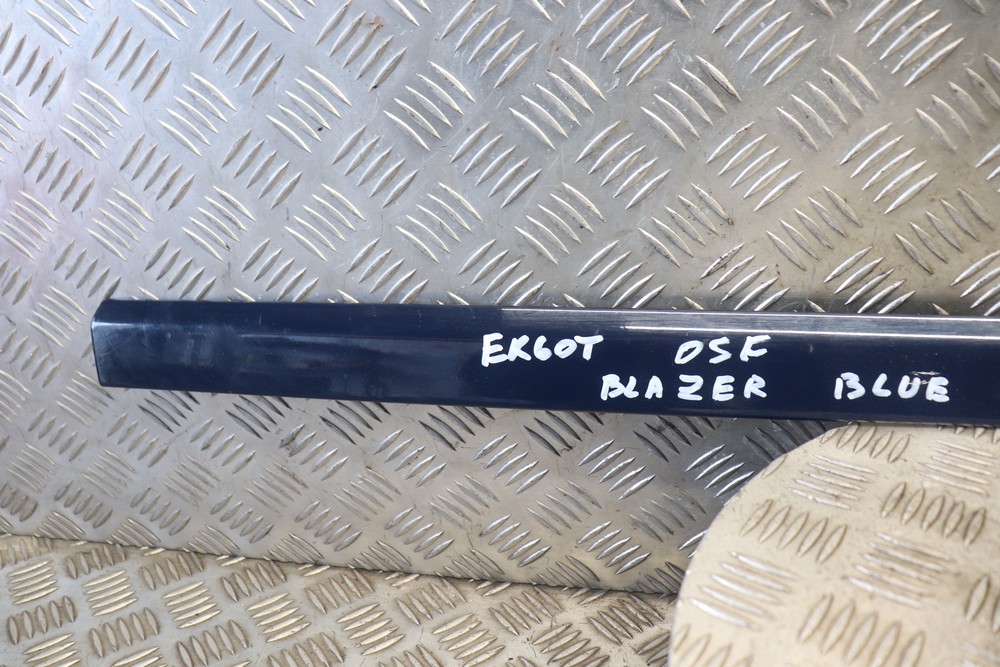 EK60T OSF
BLAZER BLUE